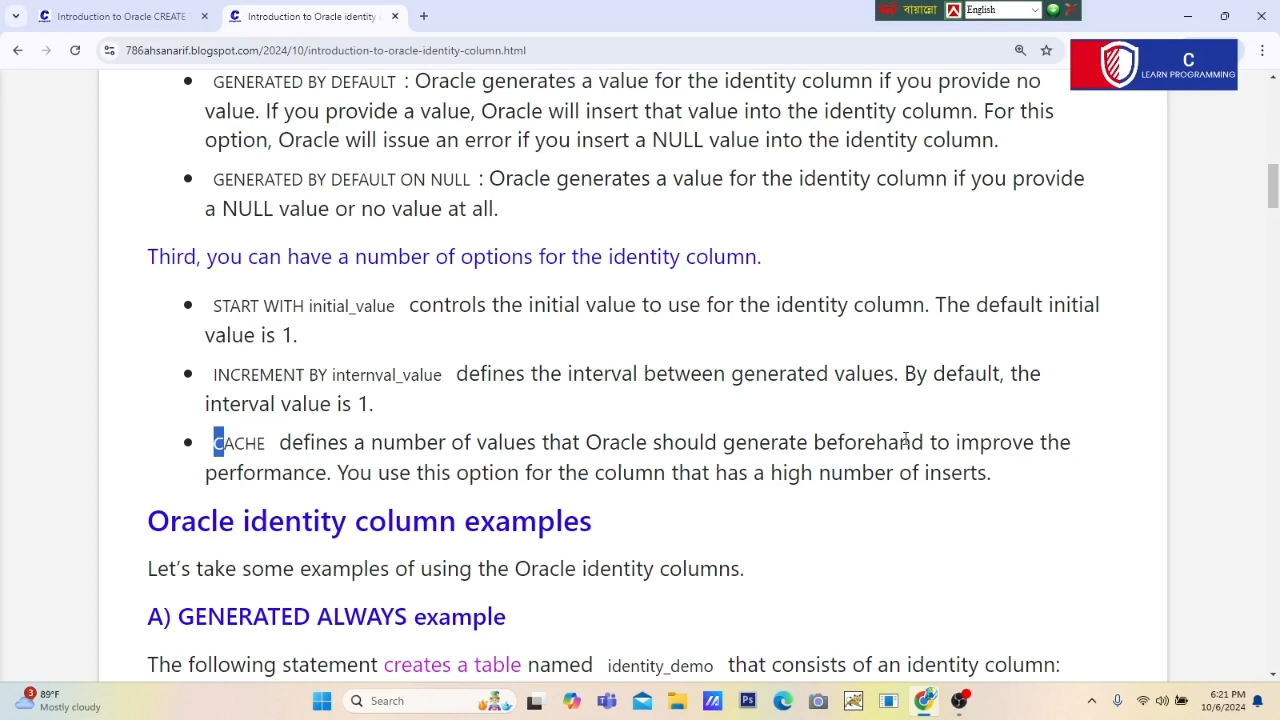 Introduction to Oracle CREATE
Introduction to Oracle identity
বায়ান্নো
English
786ahsanarif.blogspot.com/2024/10/introduction-to-oracle-identity-column.html
C
LEARN PROGRAMMING
GENERATED BY DEFAULT : Oracle generates a value for the identity column if you provide no
value. If you provide a value, Oracle will insert that value into the identity column. For this
option, Oracle will issue an error if you insert a NULL value into the identity column.
GENERATED BY DEFAULT ON NULL : Oracle generates a value for the identity column if you provide
a NULL value or no value at all.
Third, you can have a number of options for the identity column.
START WITH initial_value controls the initial value to use for the identity column. The default initial
value is 1.
INCREMENT BY internval_value defines the interval between generated values. By default, the
interval value is 1.
CACHE defines a number of values that Oracle should generate beforehand to improve the
performance. You use this option for the column that has a high number of inserts.
Oracle identity column examples
Let's take some examples of using the Oracle identity columns.
A) GENERATED ALWAYS example
The following statement creates a table named identity_demo that consists of an identity column:
3
89°F
Mostly cloudy
Search
6:21 PM
10/6/2024